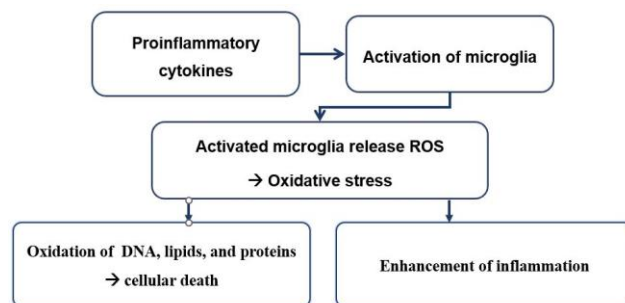 Proinflammatory
cytokines
Activation of microglia
Activated microglia release ROS
→ Oxidative stress
Oxidation of DNA, lipids, and proteins
→ cellular death
Enhancement of inflammation